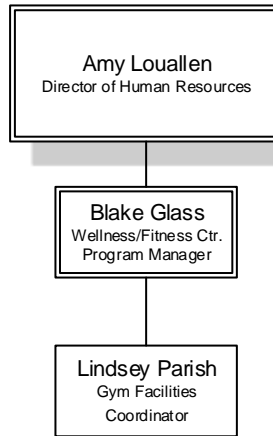 Amy Louallen
Director of Human Resources
Blake Glass
Wellness/Fitness Ctr.
Program Manager
Lindsey Parish
Gym Facilities
Coordinator